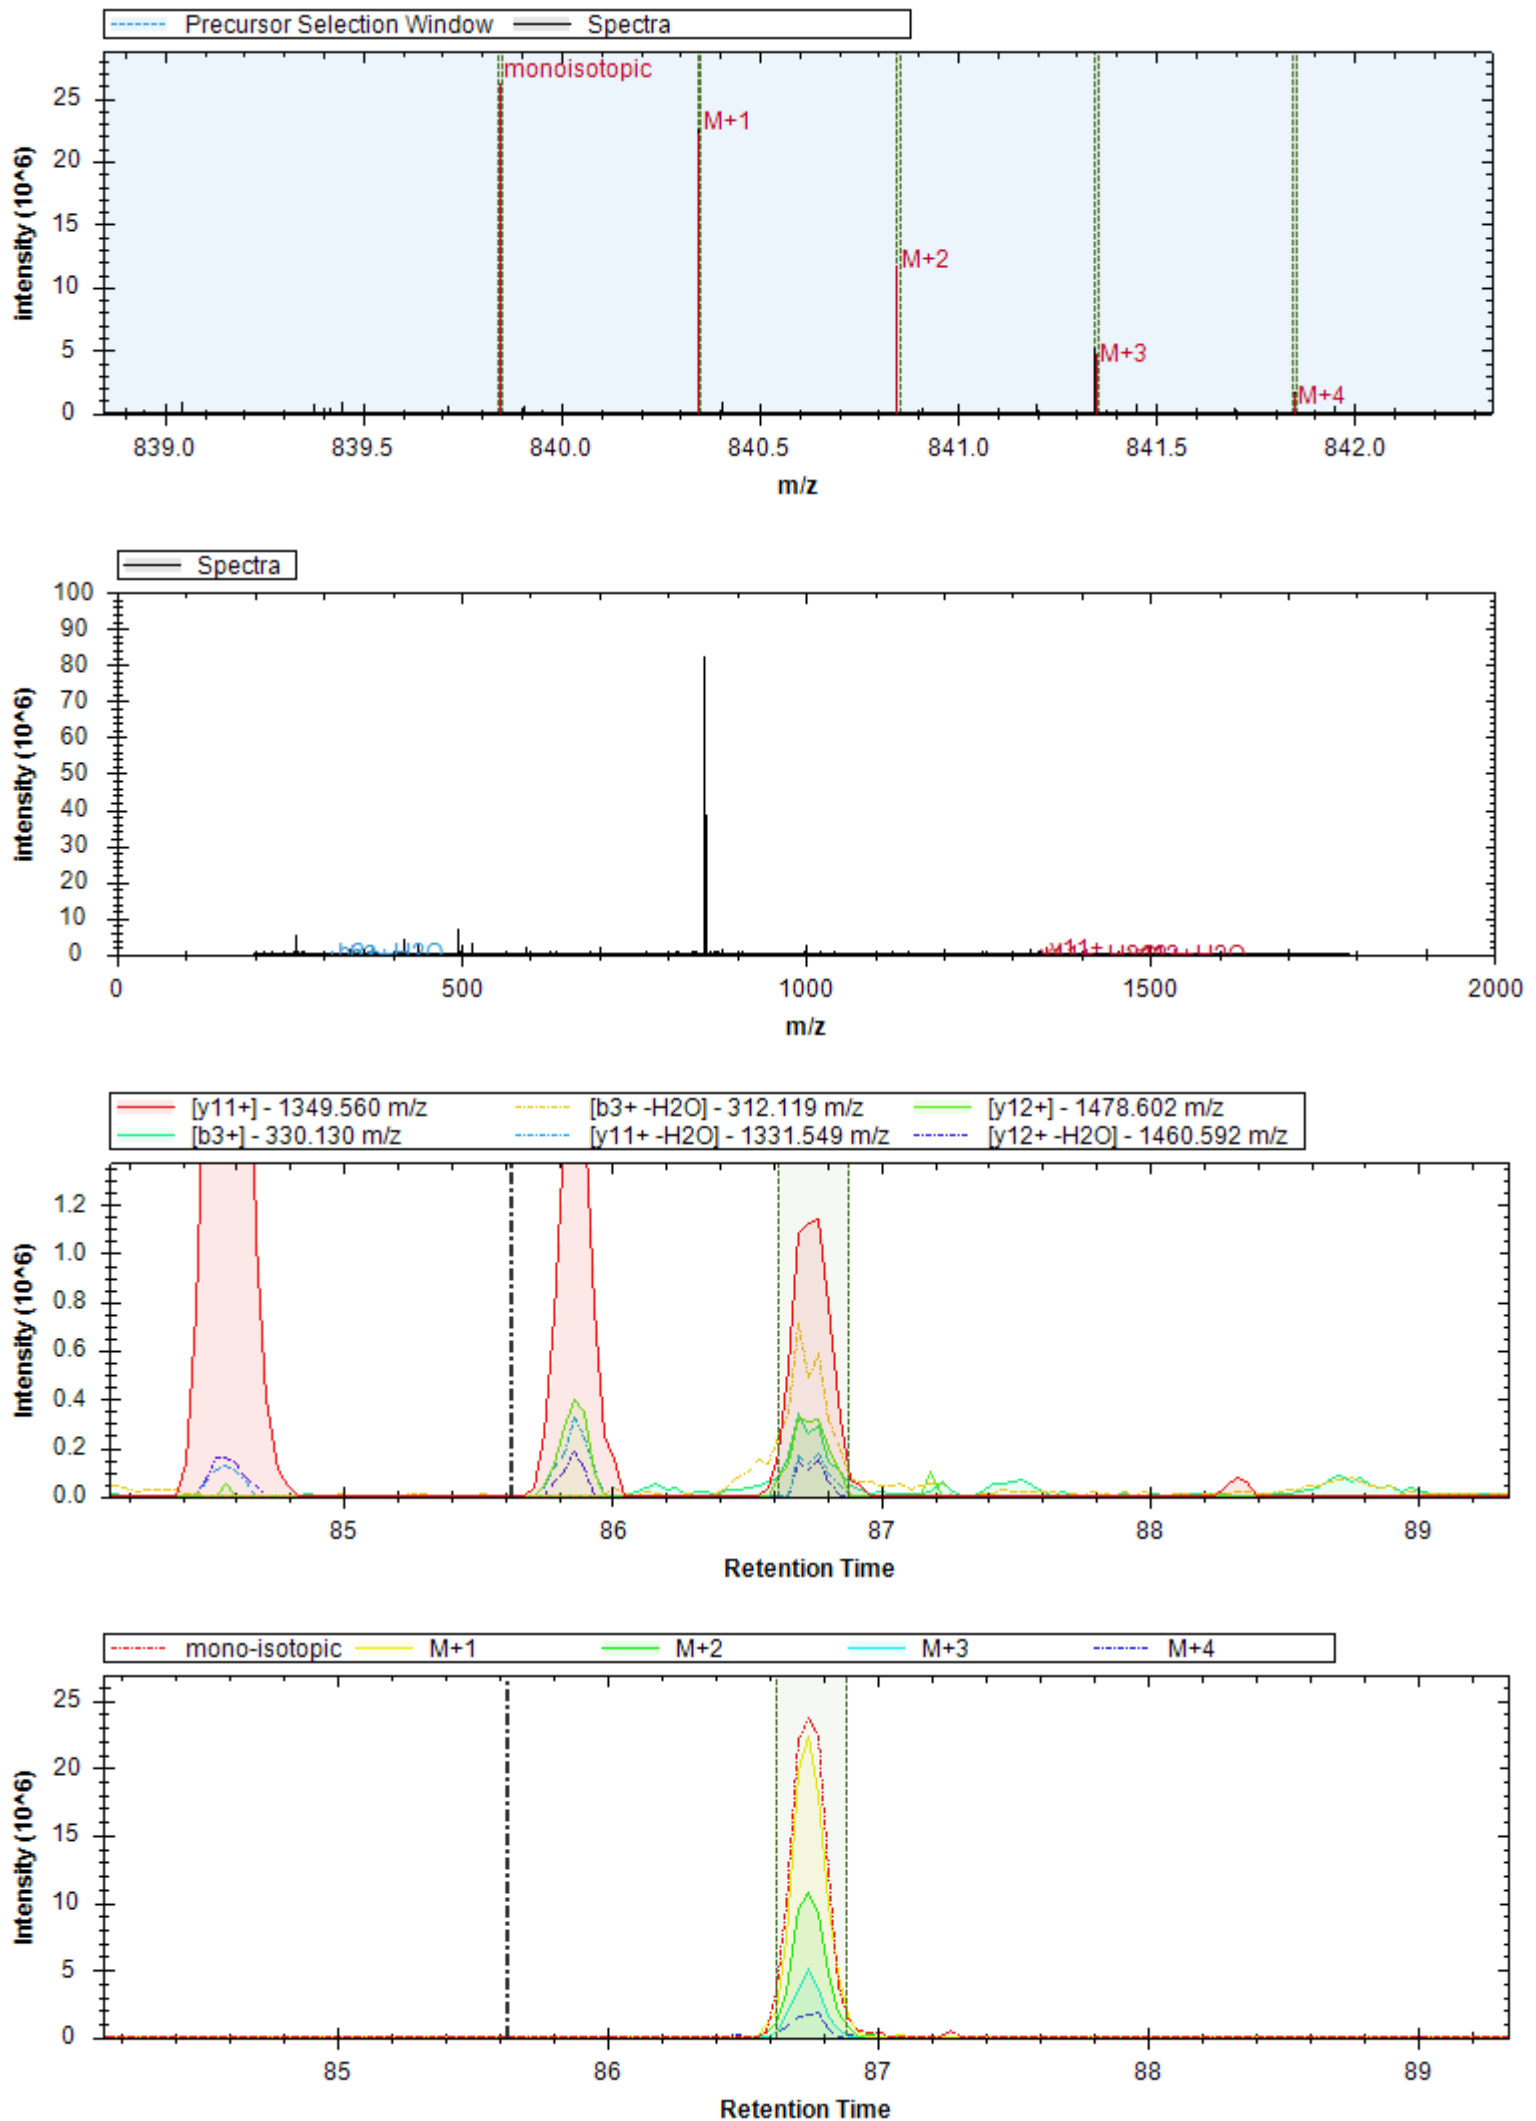 Precursor Selection Window Spectra
monoisotopic
M+1
M+2
M+3
M+4
25
20
15
10
5
0
intensity (10^6)
839.0 839.5 840.0 840.5 841.0 841.5 842.0
m/z
Spectra
100
90
80
70
60
50
40
30
20
10
0
intensity (10^6)
y11+
0 500 1000 1500 2000
m/z
[y11+] - 1349.560 m/z [b3+ -H2O] - 312.119 m/z [y12+] - 1478.602 m/z
[b3+] - 330.130 m/z [y11+ -H2O] - 1331.549 m/z [y12+ -H2O] - 1460.592 m/z
1.2
1.0
0.8
0.6
0.4
0.2
0.0
Intensity (10^6)
85 86 87 88 89
Retention Time
mono-isotopic M+1 M+2 M+3 M+4
25
20
15
10
5
0
Intensity (10^6)
85 86 87 88 89
Retention Time